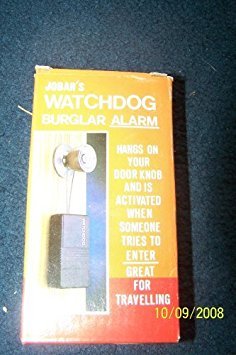 JOBAR'S
WATCHDOG
BURGLAR ALARM
HANGS ON
YOUR
DOOR KNOB
AND IS
ACTIVATED
WHEN
SOMEONE
TRIES TO
ENTER
GREAT
FOR
TRAVELLING
10/09/2008